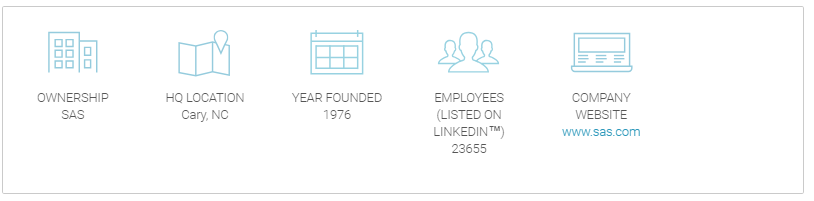 OWNERSHIP
SAS
HQ LOCATION
Cary, NC
YEAR FOUNDED
1976
EMPLOYEES
(LISTED ON
LINKEDIN™)
23655
COMPANY
WEBSITE
www.sas.com